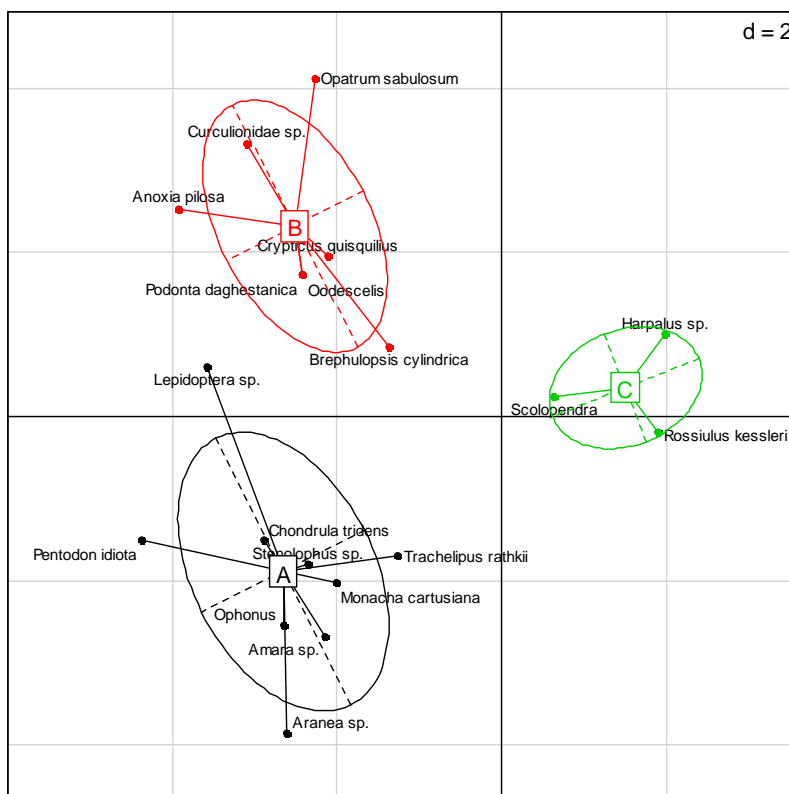 d = 2
Opatrum sabulosum
Curculionidae sp.
Anoxia pilosa
B
Crypticus quisquilius
Podonta daghestanica
Oodescelis
Harpalus sp.
Brephulopsis cylindrica
Lepidoptera sp.
C
Scolopendra
Rossiulus kessleri
Chondrula tridens
Pentodon idiota
Stenolophus sp.
Trachelipus rathkii
A
Monacha cartusiana
Ophonus
Amara sp.
Aranea sp.